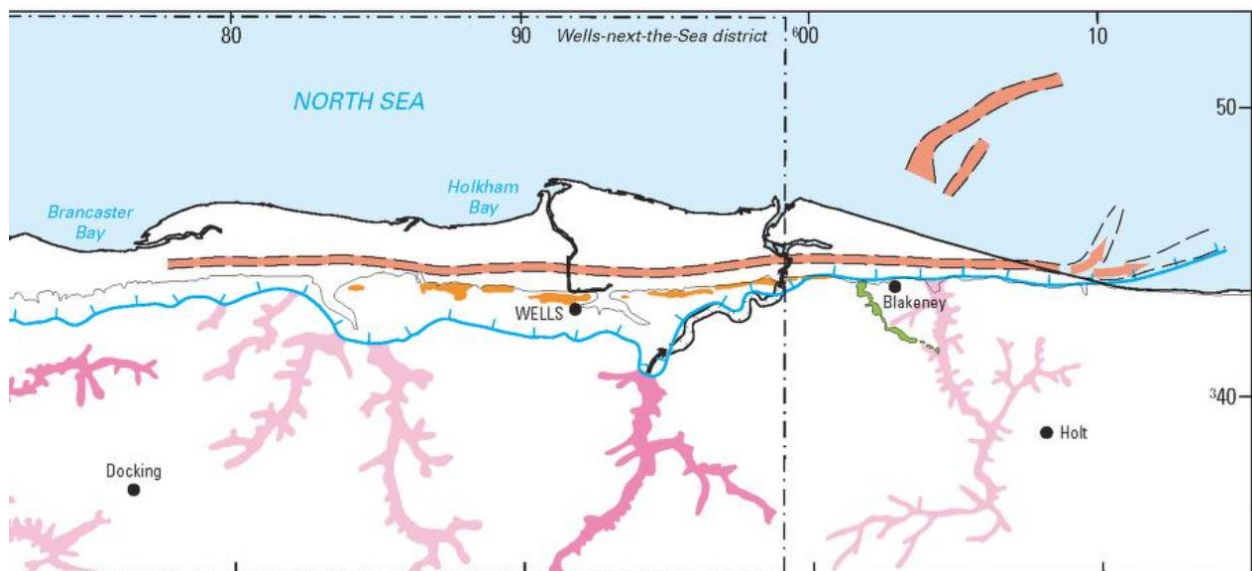 80
90
Wells-next-the-Sea district
⁶00
10
NORTH SEA
50
Holkham
Bay
Brancaster
Bay
WELLS
Blakeney
³40
Holt
Docking